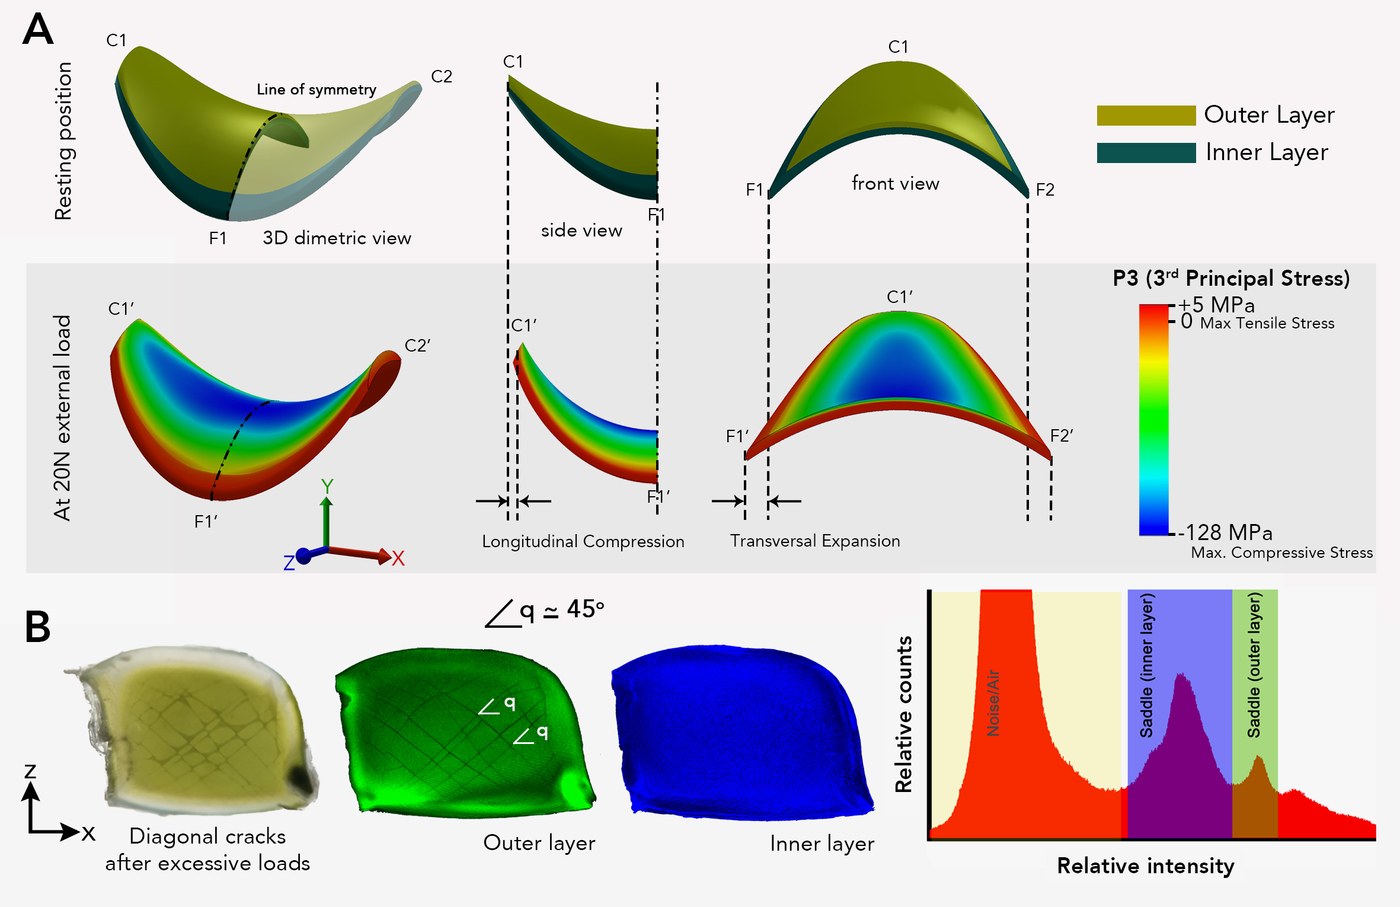 A
Resting position
C1
Line of symmetry
C2
F1
3D dimetric view
C1
F1
side view
C1
F1
F2
front view
Outer Layer
Inner Layer
At 20N external load
C1′
C2′
F1′
Y
Z
X
C1′
F1′
Longitudinal Compression
C1′
F1′
F2′
Transversal Expansion
P3 (3rd Principal Stress)
+5 MPa
0 Max Tensile Stress
-128 MPa
Max. Compressive Stress
B
∠q ≃ 45°
z
x
Diagonal cracks
after excessive loads
∠q
∠q
Outer layer
Inner layer
Relative counts
Noise/Air
Saddle (inner layer)
Saddle (outer layer)
Relative intensity